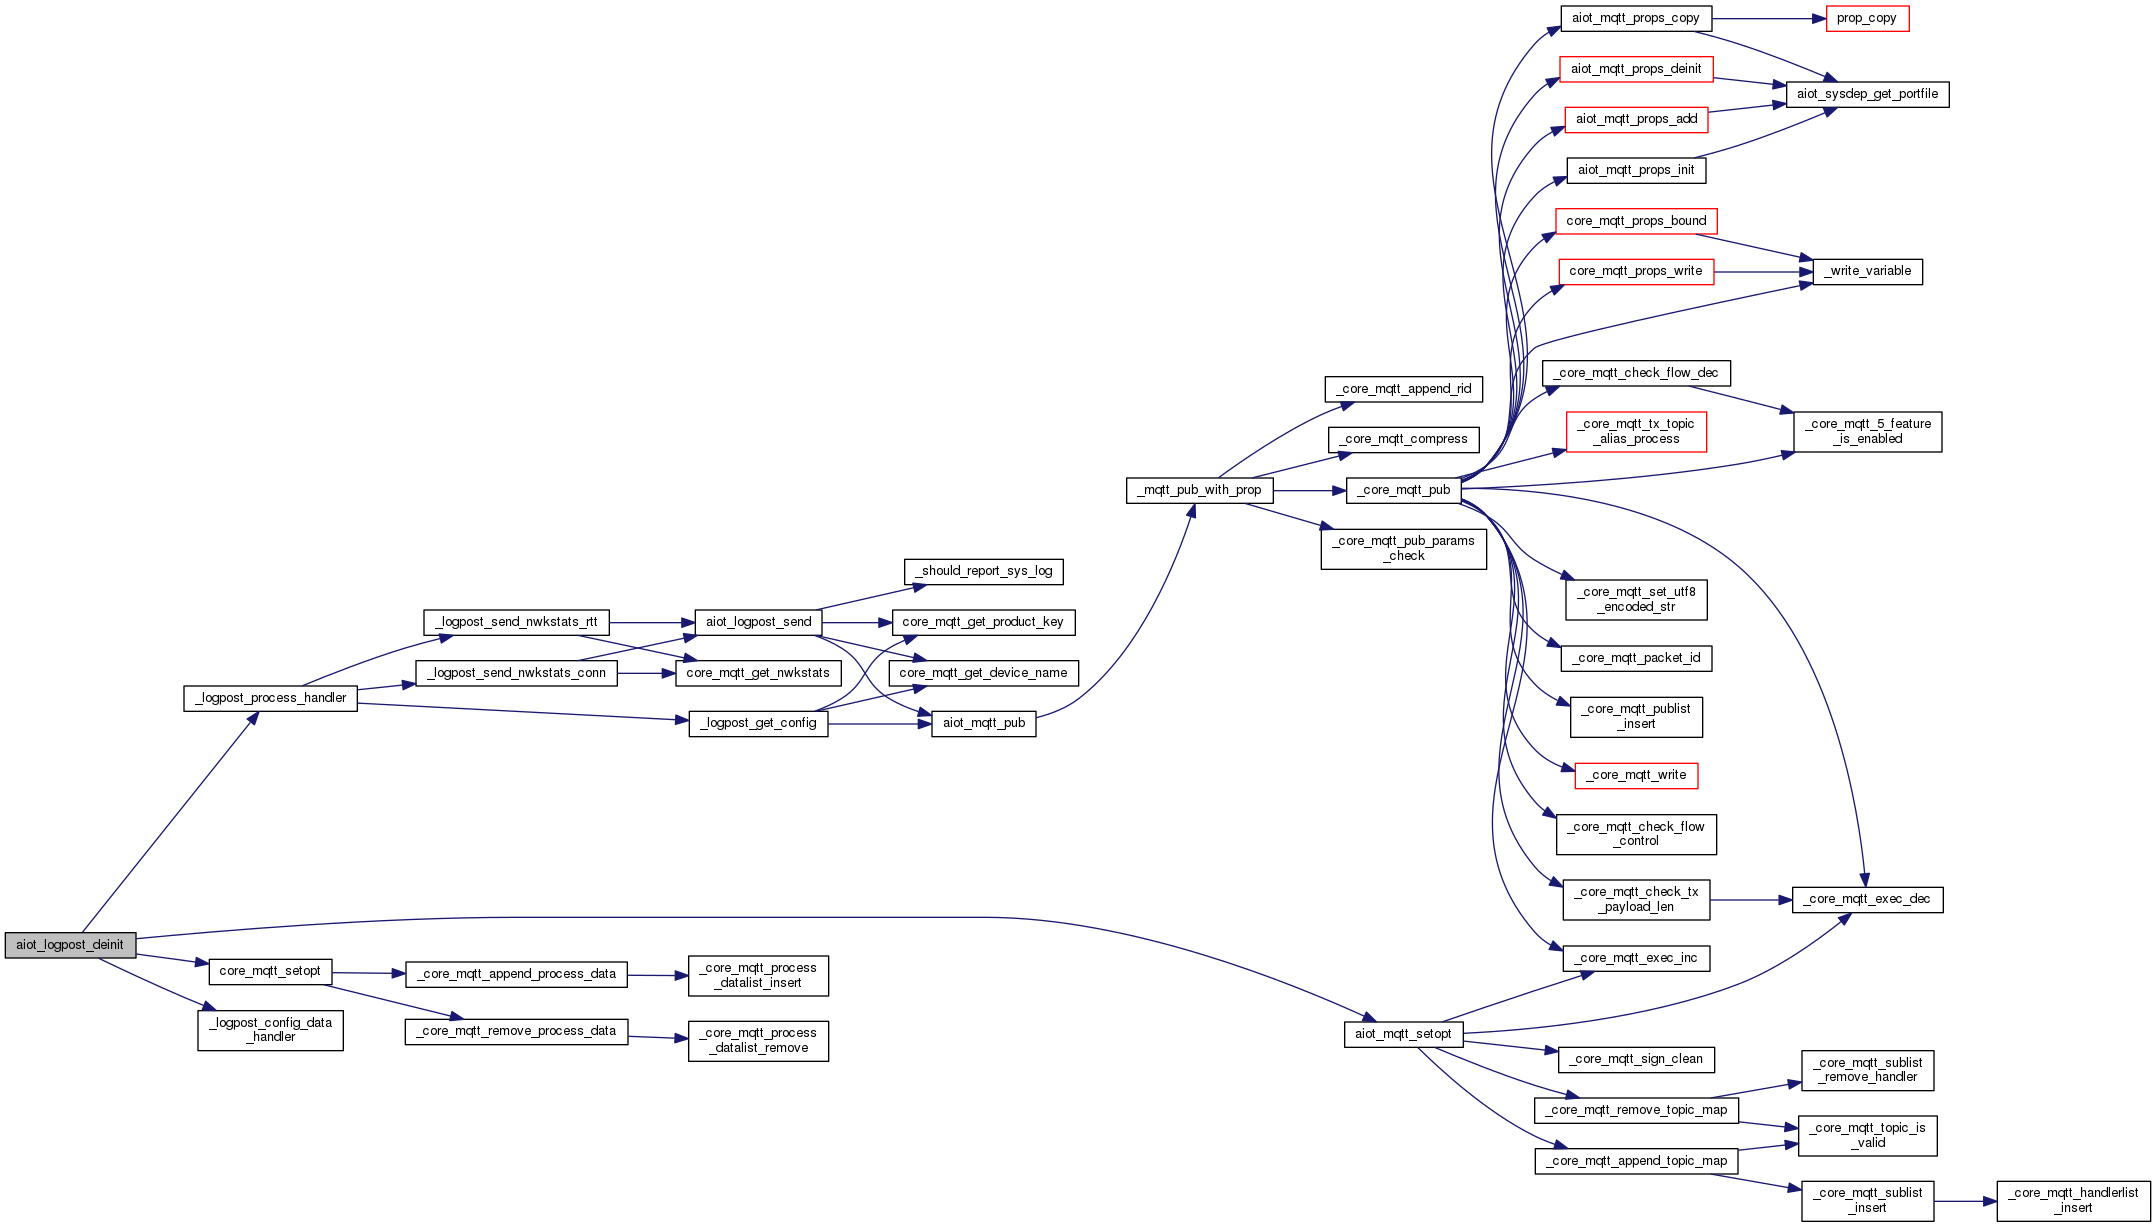 aiot_mqtt_props_copy
prop_copy
aiot_mqtt_props_deinit
aiot_sysdep_get_portfile
aiot_mqtt_props_add
aiot_mqtt_props_init
core_mqtt_props_bound
core_mqtt_props_write
_write_variable
_core_mqtt_check_flow_dec
_core_mqtt_append_rid
_core_mqtt_tx_topic
_alias_process
_core_mqtt_5_feature
_is_enabled
_core_mqtt_compress
_mqtt_pub_with_prop
_core_mqtt_pub
_core_mqtt_pub_params
_check
_should_report_sys_log
_core_mqtt_set_utf8
_encoded_str
_logpost_send_nwkstats_rtt
aiot_logpost_send
core_mqtt_get_product_key
_core_mqtt_packet_id
_logpost_send_nwkstats_conn
core_mqtt_get_nwkstats
core_mqtt_get_device_name
_logpost_process_handler
_core_mqtt_publist
_insert
_logpost_get_config
aiot_mqtt_pub
_core_mqtt_write
_core_mqtt_check_flow
_control
_core_mqtt_check_tx
_payload_len
_core_mqtt_exec_dec
aiot_logpost_deinit
_core_mqtt_exec_inc
core_mqtt_setopt
_core_mqtt_append_process_data
_core_mqtt_process
_datalist_insert
_logpost_config_data
_handler
_core_mqtt_remove_process_data
_core_mqtt_process
_datalist_remove
aiot_mqtt_setopt
_core_mqtt_sign_clean
_core_mqtt_sublist
_remove_handler
_core_mqtt_remove_topic_map
_core_mqtt_topic_is
_valid
_core_mqtt_append_topic_map
_core_mqtt_sublist
_insert
_core_mqtt_handlerlist
_insert